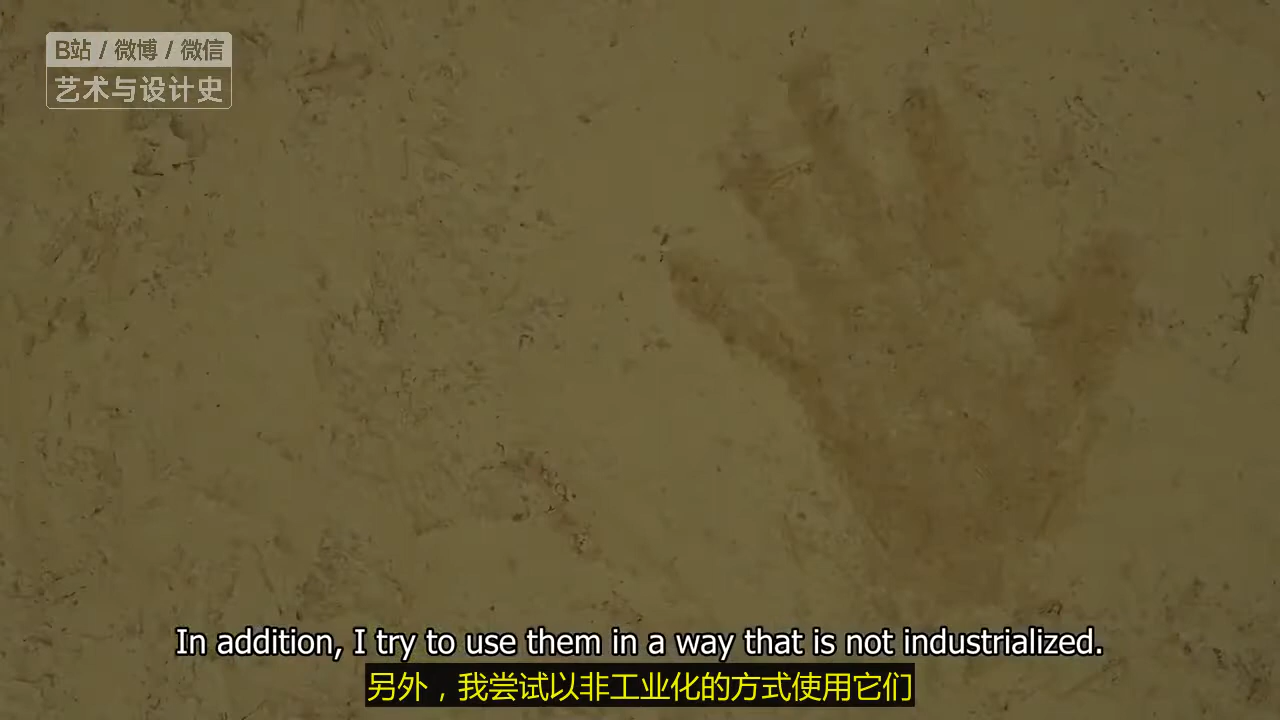 B站 / 微博 / 微信
艺术与设计史
In addition, I try to use them in a way that is not industrialized.
另外，我尝试以非工业化的方式使用它们